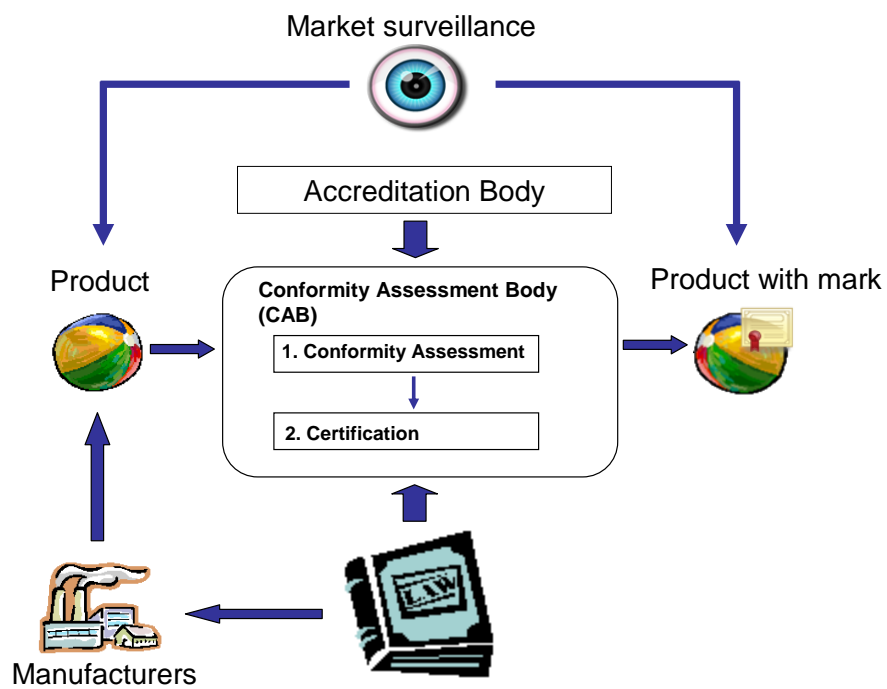 Market surveillance
Accreditation Body
Product
Product with mark
Conformity Assessment Body
(CAB)
1. Conformity Assessment
2. Certification
LAW
Manufacturers